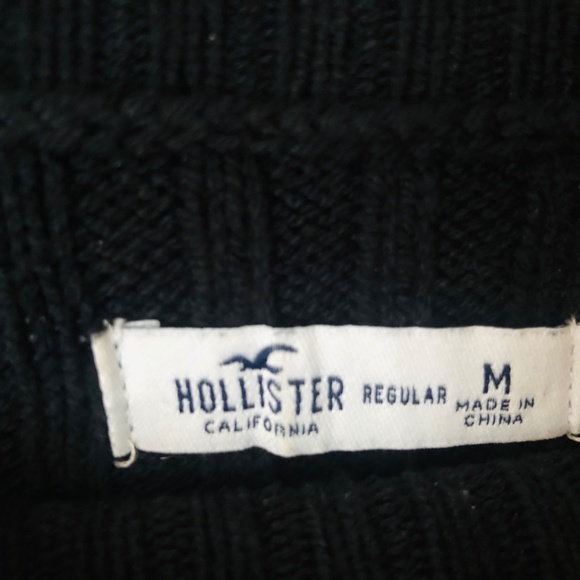 HOLLISTER
CALIFORNIA
REGULAR
M
MADE IN
CHINA